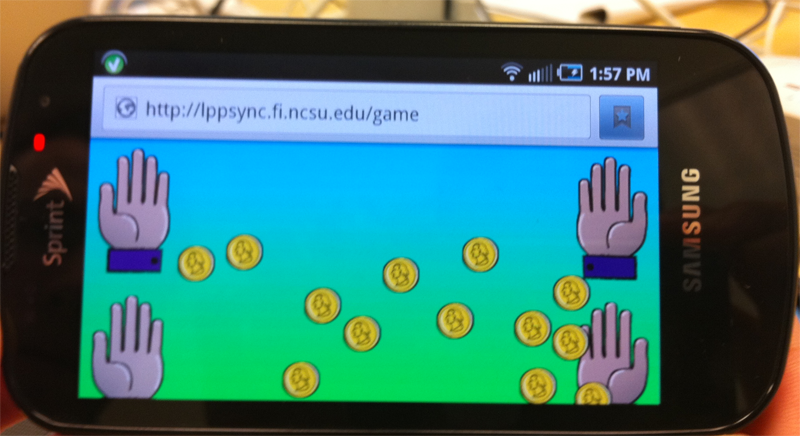 1:57 PM
http://lppsync.fi.ncsu.edu/game
Sprint
SAMSUNG